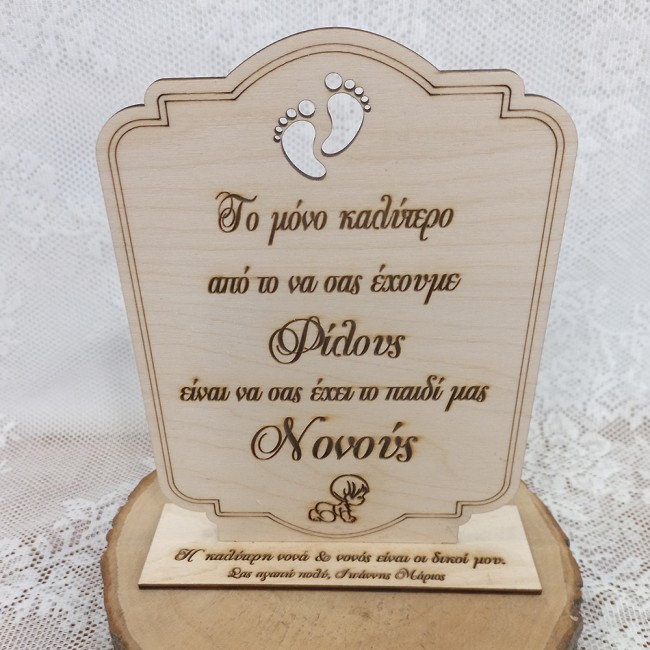 Το μόνο καλύτερο
από το να σας έχουμε
Φίλους
είναι να σας έχει το παιδί μας
Νονούς
Η καλύτερη νονά & νονός είναι οι δικοί μου.
Σας αγαπώ πολύ, Ιωάννης Μάριος